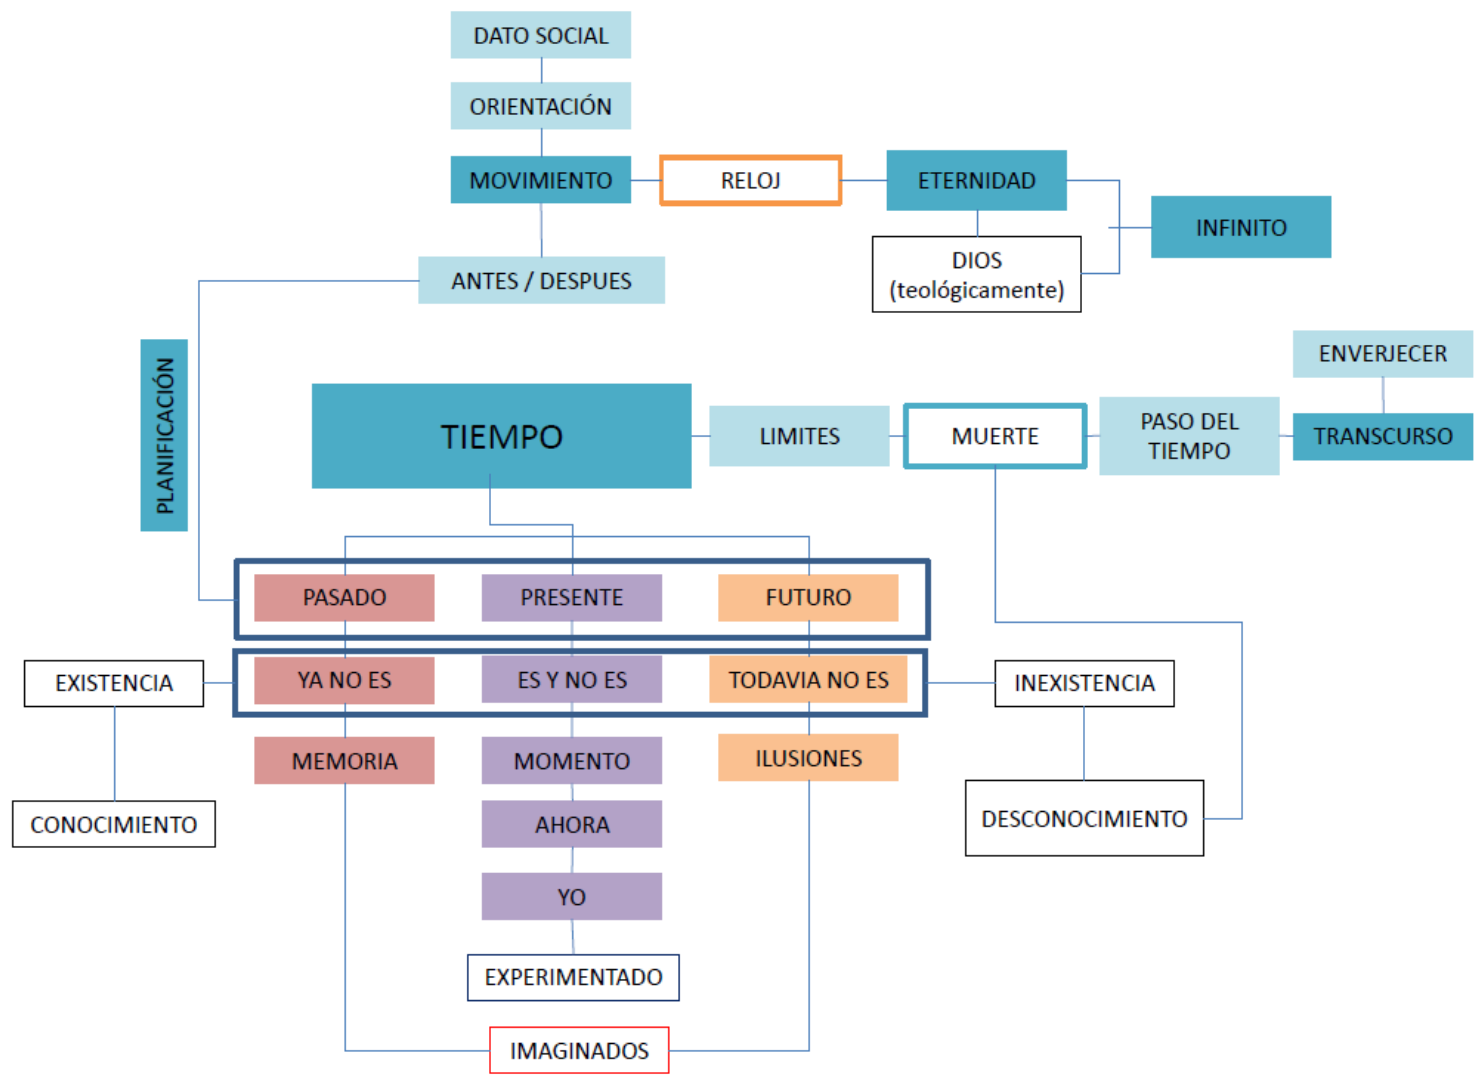 DATO SOCIAL
ORIENTACIÓN
MOVIMIENTO
RELOJ
ETERNIDAD
INFINITO
DIOS
(teológicamente)
ANTES / DESPUES
PLANIFICACIÓN
ENVERJECER
TIEMPO
LIMITES
MUERTE
PASO DEL
TIEMPO
TRANSCURSO
PASADO
PRESENTE
FUTURO
EXISTENCIA
YA NO ES
ES Y NO ES
TODAVIA NO ES
INEXISTENCIA
MEMORIA
MOMENTO
ILUSIONES
CONOCIMIENTO
AHORA
DESCONOCIMIENTO
YO
EXPERIMENTADO
IMAGINADOS